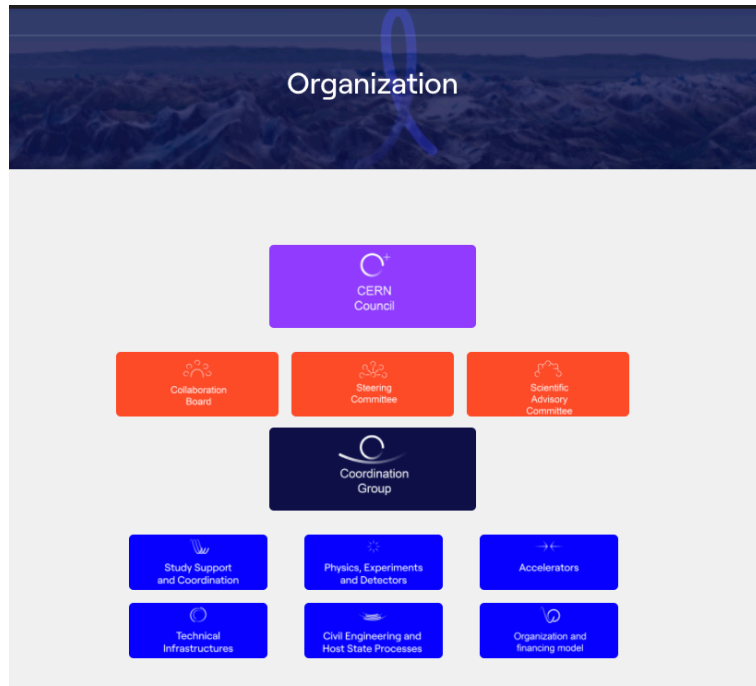 Organization
CERN
Council
Collaboration
Board
Steering
Committee
Scientific
Advisory
Committee
Coordination
Group
Study Support
and Coordination
Physics, Experiments
and Detectors
Accelerators
Technical
Infrastructures
Civil Engineering and
Host State Processes
Organization and
financing model